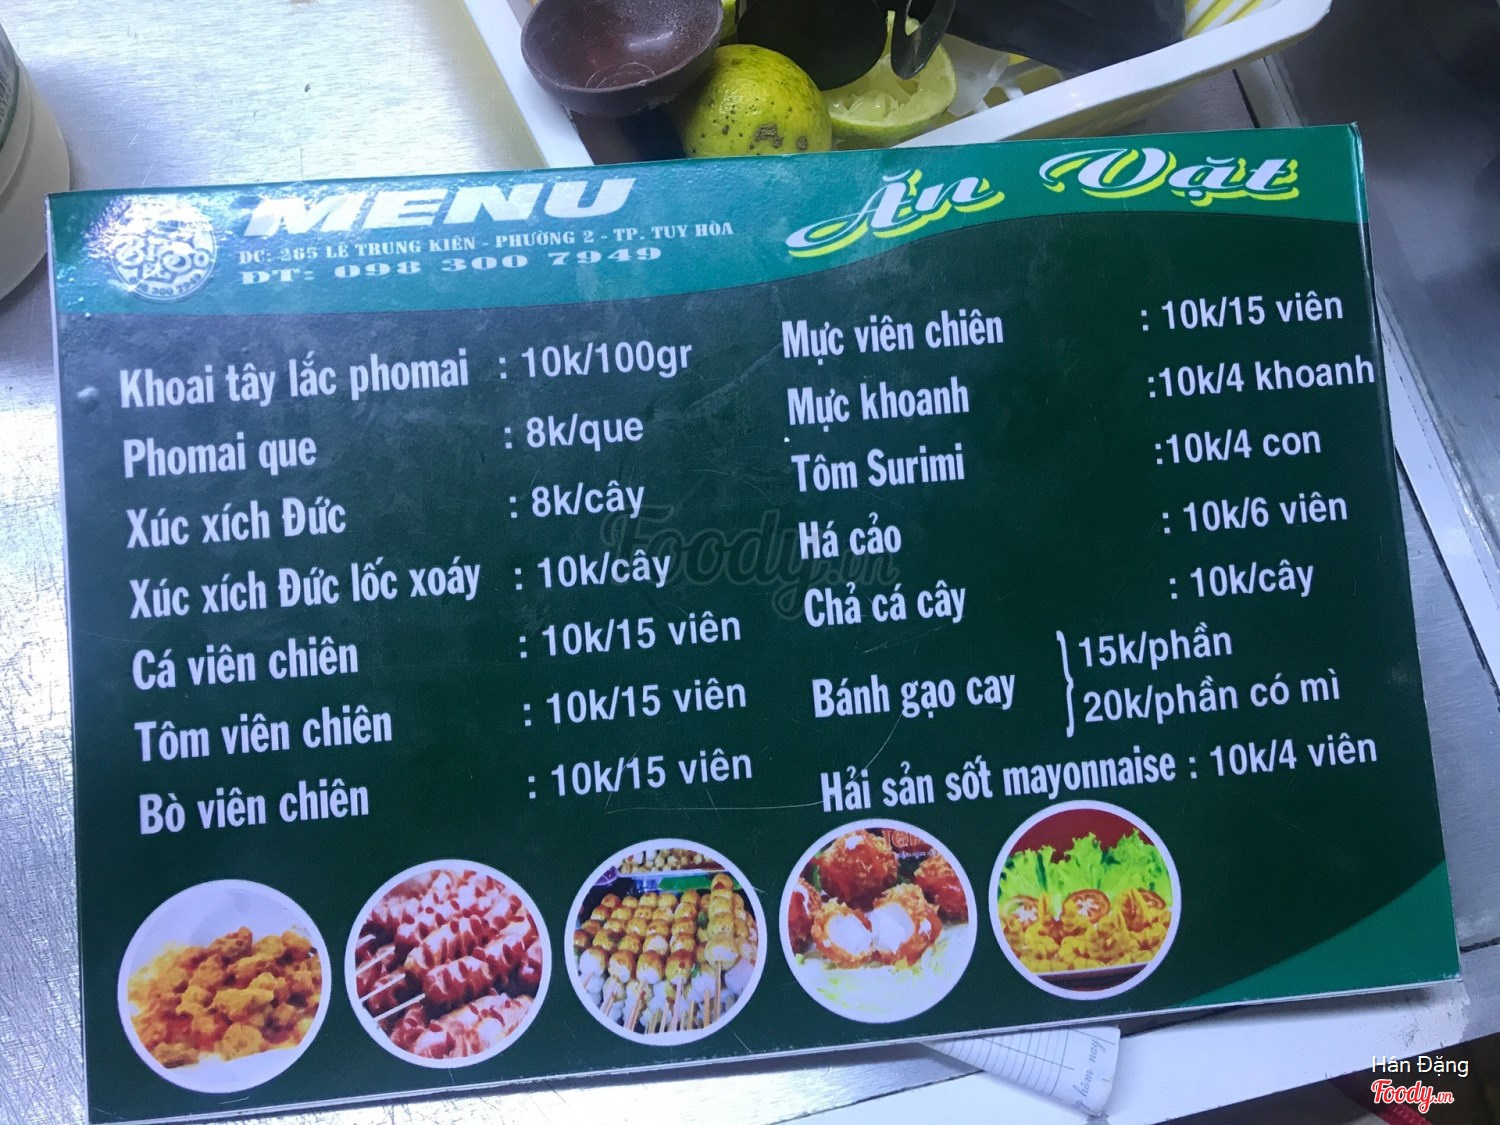 MENU
Ăn Vặt
ĐC: 265 LÊ TRUNG KIÊN - PHƯỜNG 2 - TP. TUY HÒA
ĐT: 098 300 7949
Khoai tây lắc phomai : 10k/100gr
Phomai que : 8k/que
Xúc xích Đức : 8k/cây
Xúc xích Đức lốc xoáy : 10k/cây
Cá viên chiên : 10k/15 viên
Tôm viên chiên : 10k/15 viên
Bò viên chiên : 10k/15 viên
Mực viên chiên : 10k/15 viên
Mực khoanh :10k/4 khoanh
Tôm Surimi :10k/4 con
Há cảo : 10k/6 viên
Chả cá cây : 10k/cây
Bánh gạo cay } 15k/phần
20k/phần có mì
Hải sản sốt mayonnaise : 10k/4 viên
Foody.vn
Hân Đặng
Foody.vn